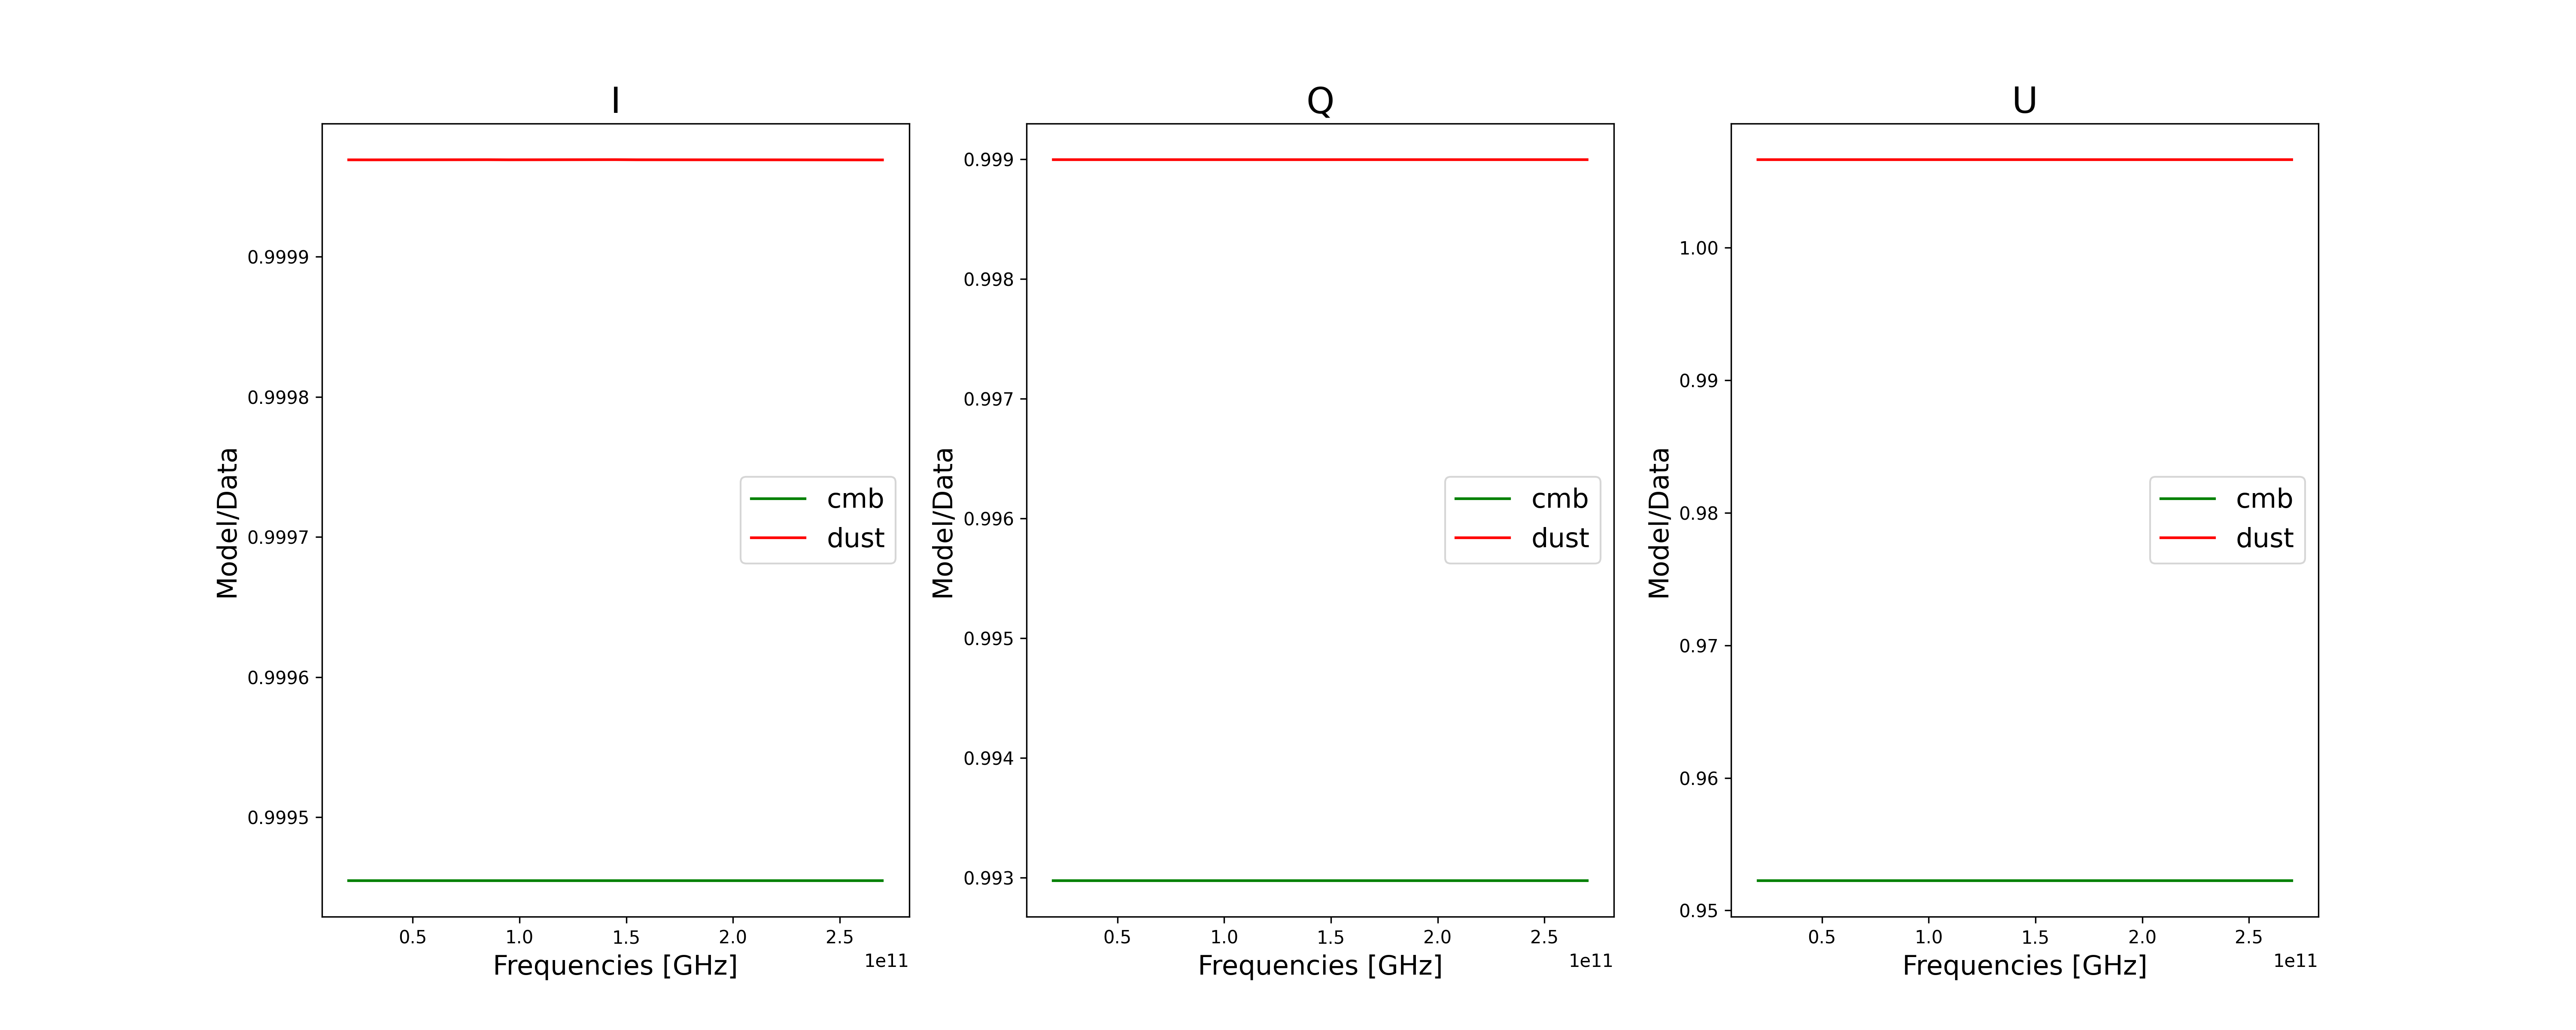 I
Model/Data
0.9999
0.9998
0.9997
0.9996
0.9995
cmb
dust
0.5 1.0 1.5 2.0 2.5
1e11
Frequencies [GHz]
Q
Model/Data
0.999
0.998
0.997
0.996
0.995
0.994
0.993
cmb
dust
0.5 1.0 1.5 2.0 2.5
1e11
Frequencies [GHz]
U
Model/Data
1.00
0.99
0.98
0.97
0.96
0.95
cmb
dust
0.5 1.0 1.5 2.0 2.5
1e11
Frequencies [GHz]